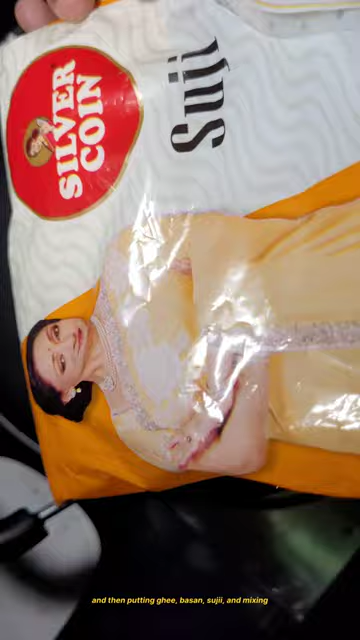 SILVER
COIN
Suji
and then putting ghee, basan, sujii, and mixing